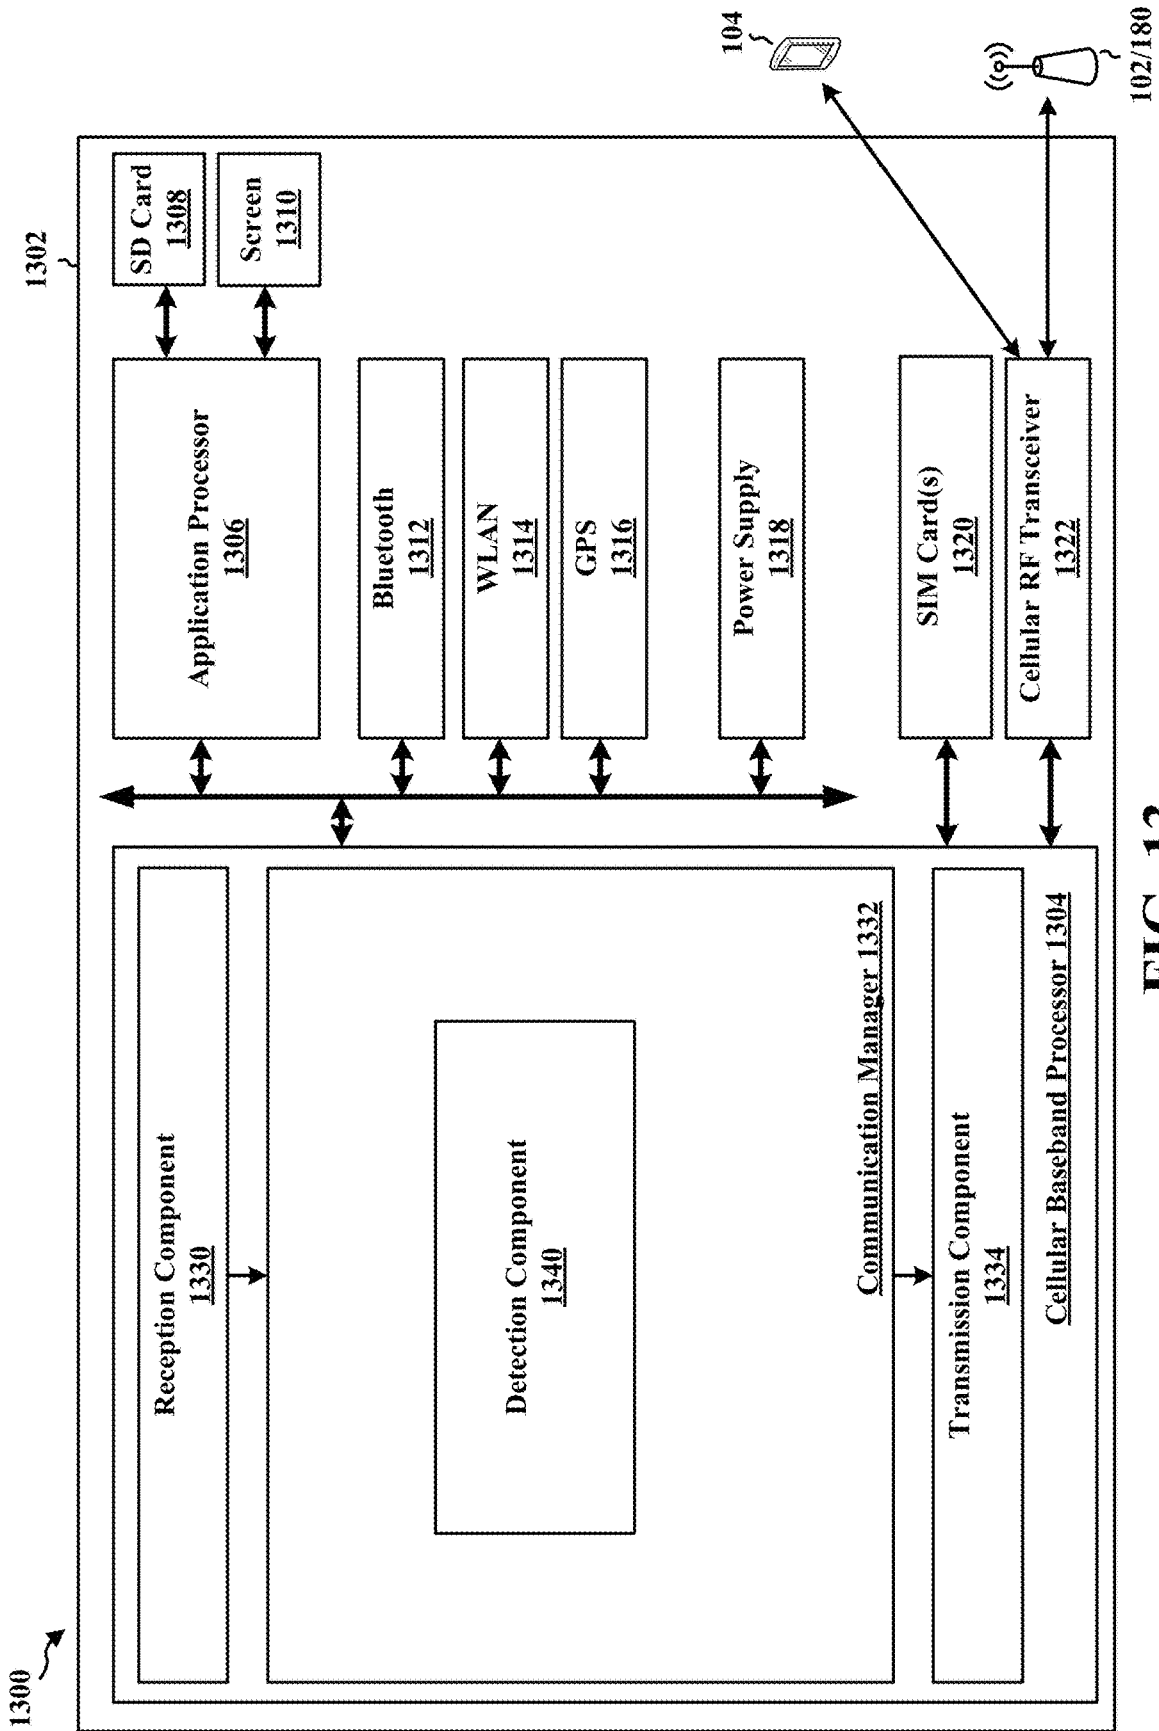 1300
1302
Reception Component
1330
Detection Component
1340
Communication Manager 1332
Transmission Component
1334
Cellular Baseband Processor 1304
Application Processor
1306
SD Card
1308
Screen
1310
Bluetooth
1312
WLAN
1314
GPS
1316
Power Supply
1318
SIM Card(s)
1320
Cellular RF Transceiver
1322
104
102/180
FIG